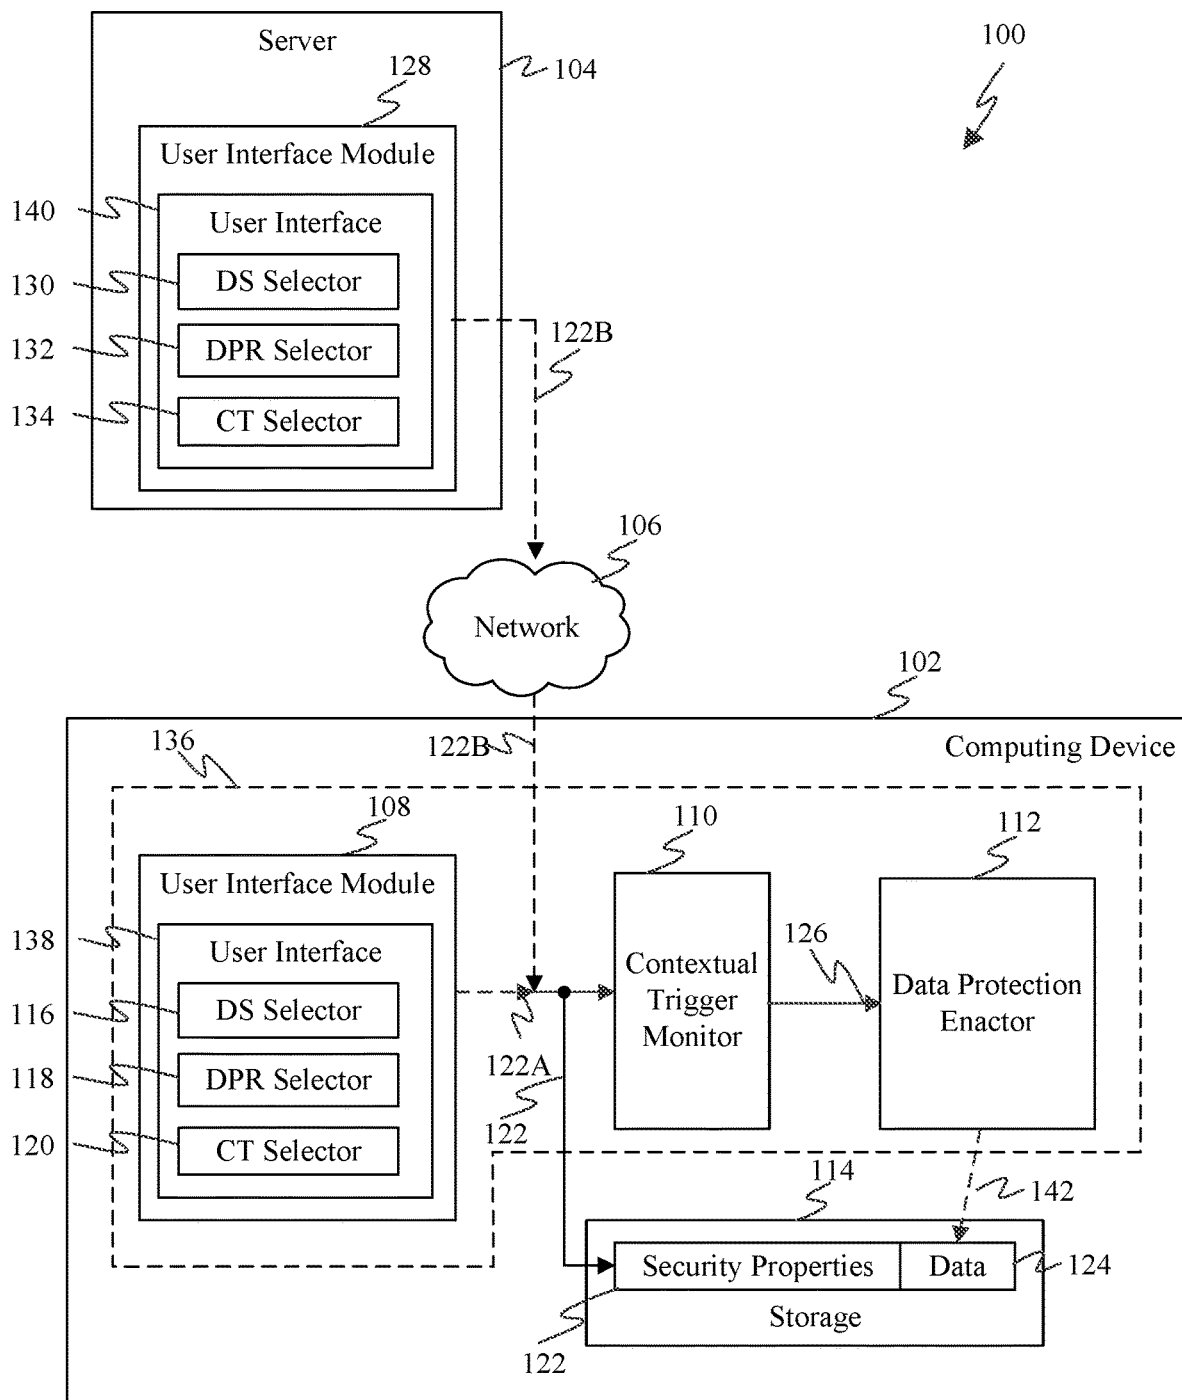 Server
100
104
128
User Interface Module
140
User Interface
DS Selector
130
DPR Selector
132
122B
CT Selector
134
106
Network
102
136
122B
Computing Device
108
110
112
User Interface Module
138
User Interface
126
Contextual
Trigger
Monitor
Data Protection
Enactor
DS Selector
116
122A
DPR Selector
118
122
CT Selector
120
114
142
Security Properties
Data
124
Storage
122